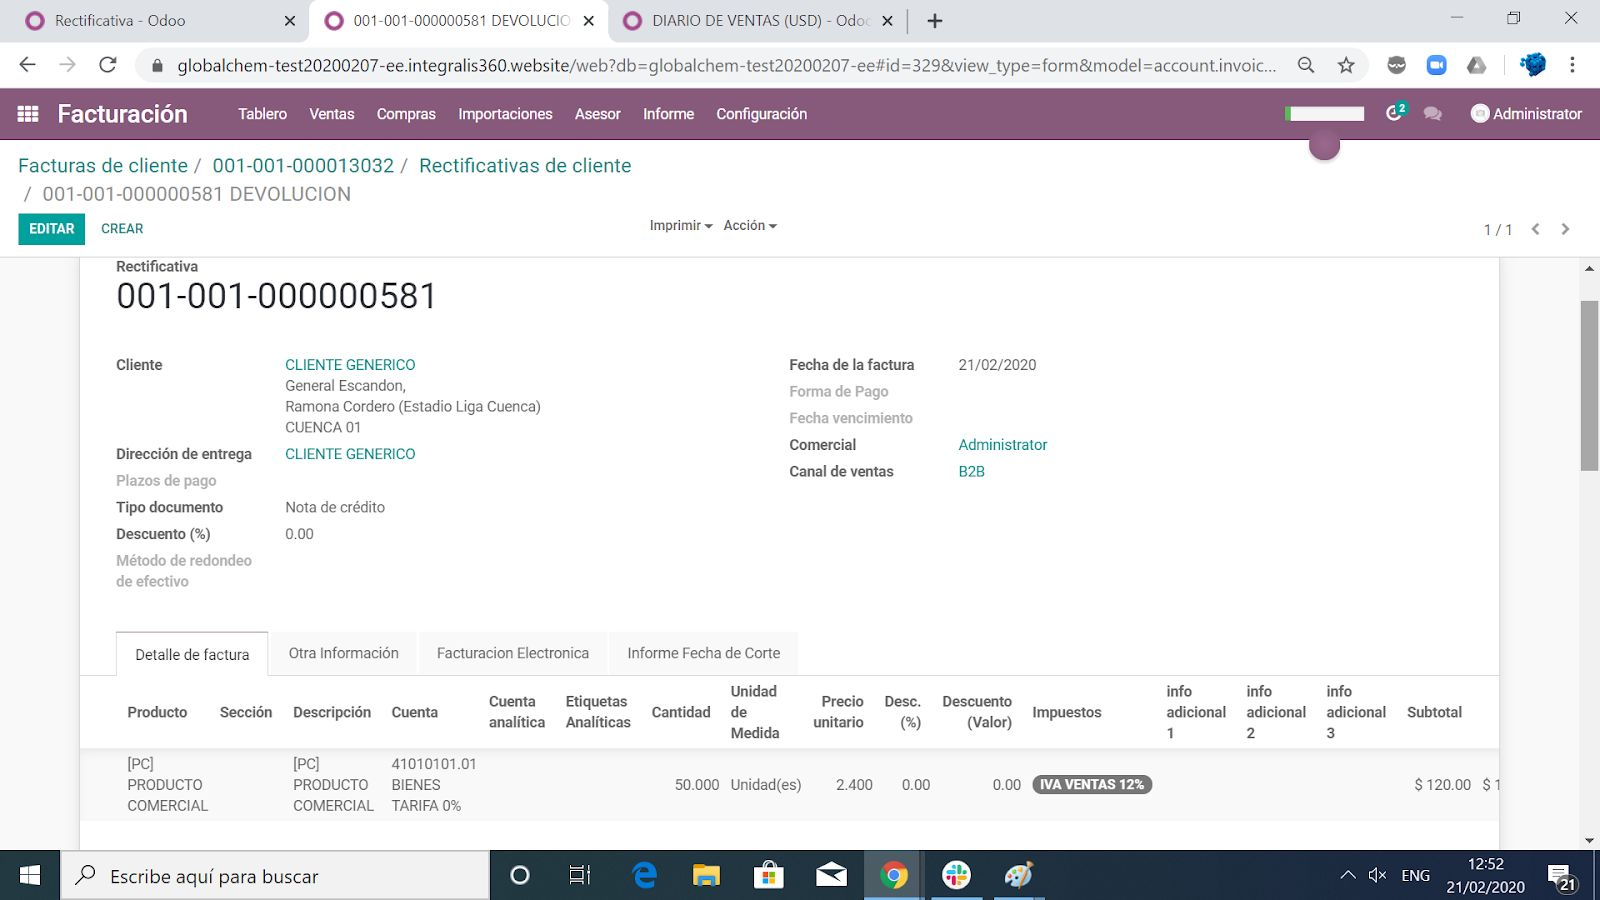 Rectificativa - Odoo
001-001-000000581 DEVOLUCIO
DIARIO DE VENTAS (USD) - Odoo
globalchem-test20200207-ee.integralis360.website/web?db=globalchem-test20200207-ee#id=329&view_type=form&model=account.invoic...
Facturación
Tablero
Ventas
Compras
Importaciones
Asesor
Informe
Configuración
2
Administrator
Facturas de cliente / 001-001-000013032 / Rectificativas de cliente
/ 001-001-000000581 DEVOLUCION
EDITAR
CREAR
Imprimir
Acción
1 / 1
Rectificativa
001-001-000000581
Cliente
CLIENTE GENERICO
General Escandon,
Ramona Cordero (Estadio Liga Cuenca)
CUENCA 01
Dirección de entrega
CLIENTE GENERICO
Plazos de pago
Tipo documento
Nota de crédito
Descuento (%)
0.00
Método de redondeo
de efectivo
Fecha de la factura
21/02/2020
Forma de Pago
Fecha vencimiento
Comercial
Administrator
Canal de ventas
B2B
Detalle de factura
Otra Información
Facturacion Electronica
Informe Fecha de Corte
Producto
Sección
Descripción
Cuenta
Cuenta
analítica
Etiquetas
Analíticas
Cantidad
Unidad
de
Medida
Precio
unitario
Desc.
(%)
Descuento
(Valor)
Impuestos
info
adicional
1
info
adicional
2
info
adicional
3
Subtotal
[PC]
PRODUCTO
COMERCIAL
[PC]
PRODUCTO
COMERCIAL
41010101.01
BIENES
TARIFA 0%
50.000
Unidad(es)
2.400
0.00
0.00
IVA VENTAS 12%
$ 120.00
$ 1
Escribe aquí para buscar
ENG
12:52
21/02/2020
21